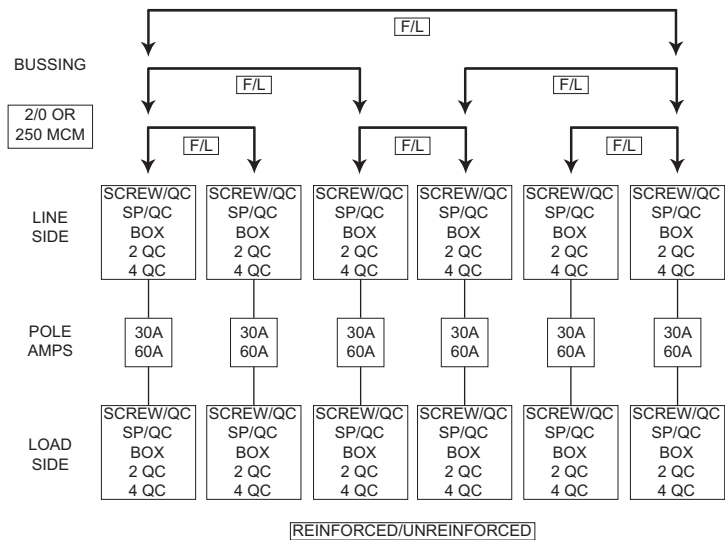 F/L
BUSSING
F/L F/L
2/0 OR
250 MCM
F/L F/L F/L
LINE
SIDE
SCREW/QC SCREW/QC SCREW/QC SCREW/QC SCREW/QC SCREW/QC
SP/QC SP/QC SP/QC SP/QC SP/QC SP/QC
BOX BOX BOX BOX BOX BOX
2 QC 2 QC 2 QC 2 QC 2 QC 2 QC
4 QC 4 QC 4 QC 4 QC 4 QC 4 QC
POLE
AMPS
30A 30A 30A 30A 30A 30A
60A 60A 60A 60A 60A 60A
LOAD
SIDE
SCREW/QC SCREW/QC SCREW/QC SCREW/QC SCREW/QC SCREW/QC
SP/QC SP/QC SP/QC SP/QC SP/QC SP/QC
BOX BOX BOX BOX BOX BOX
2 QC 2 QC 2 QC 2 QC 2 QC 2 QC
4 QC 4 QC 4 QC 4 QC 4 QC 4 QC
REINFORCED/UNREINFORCED